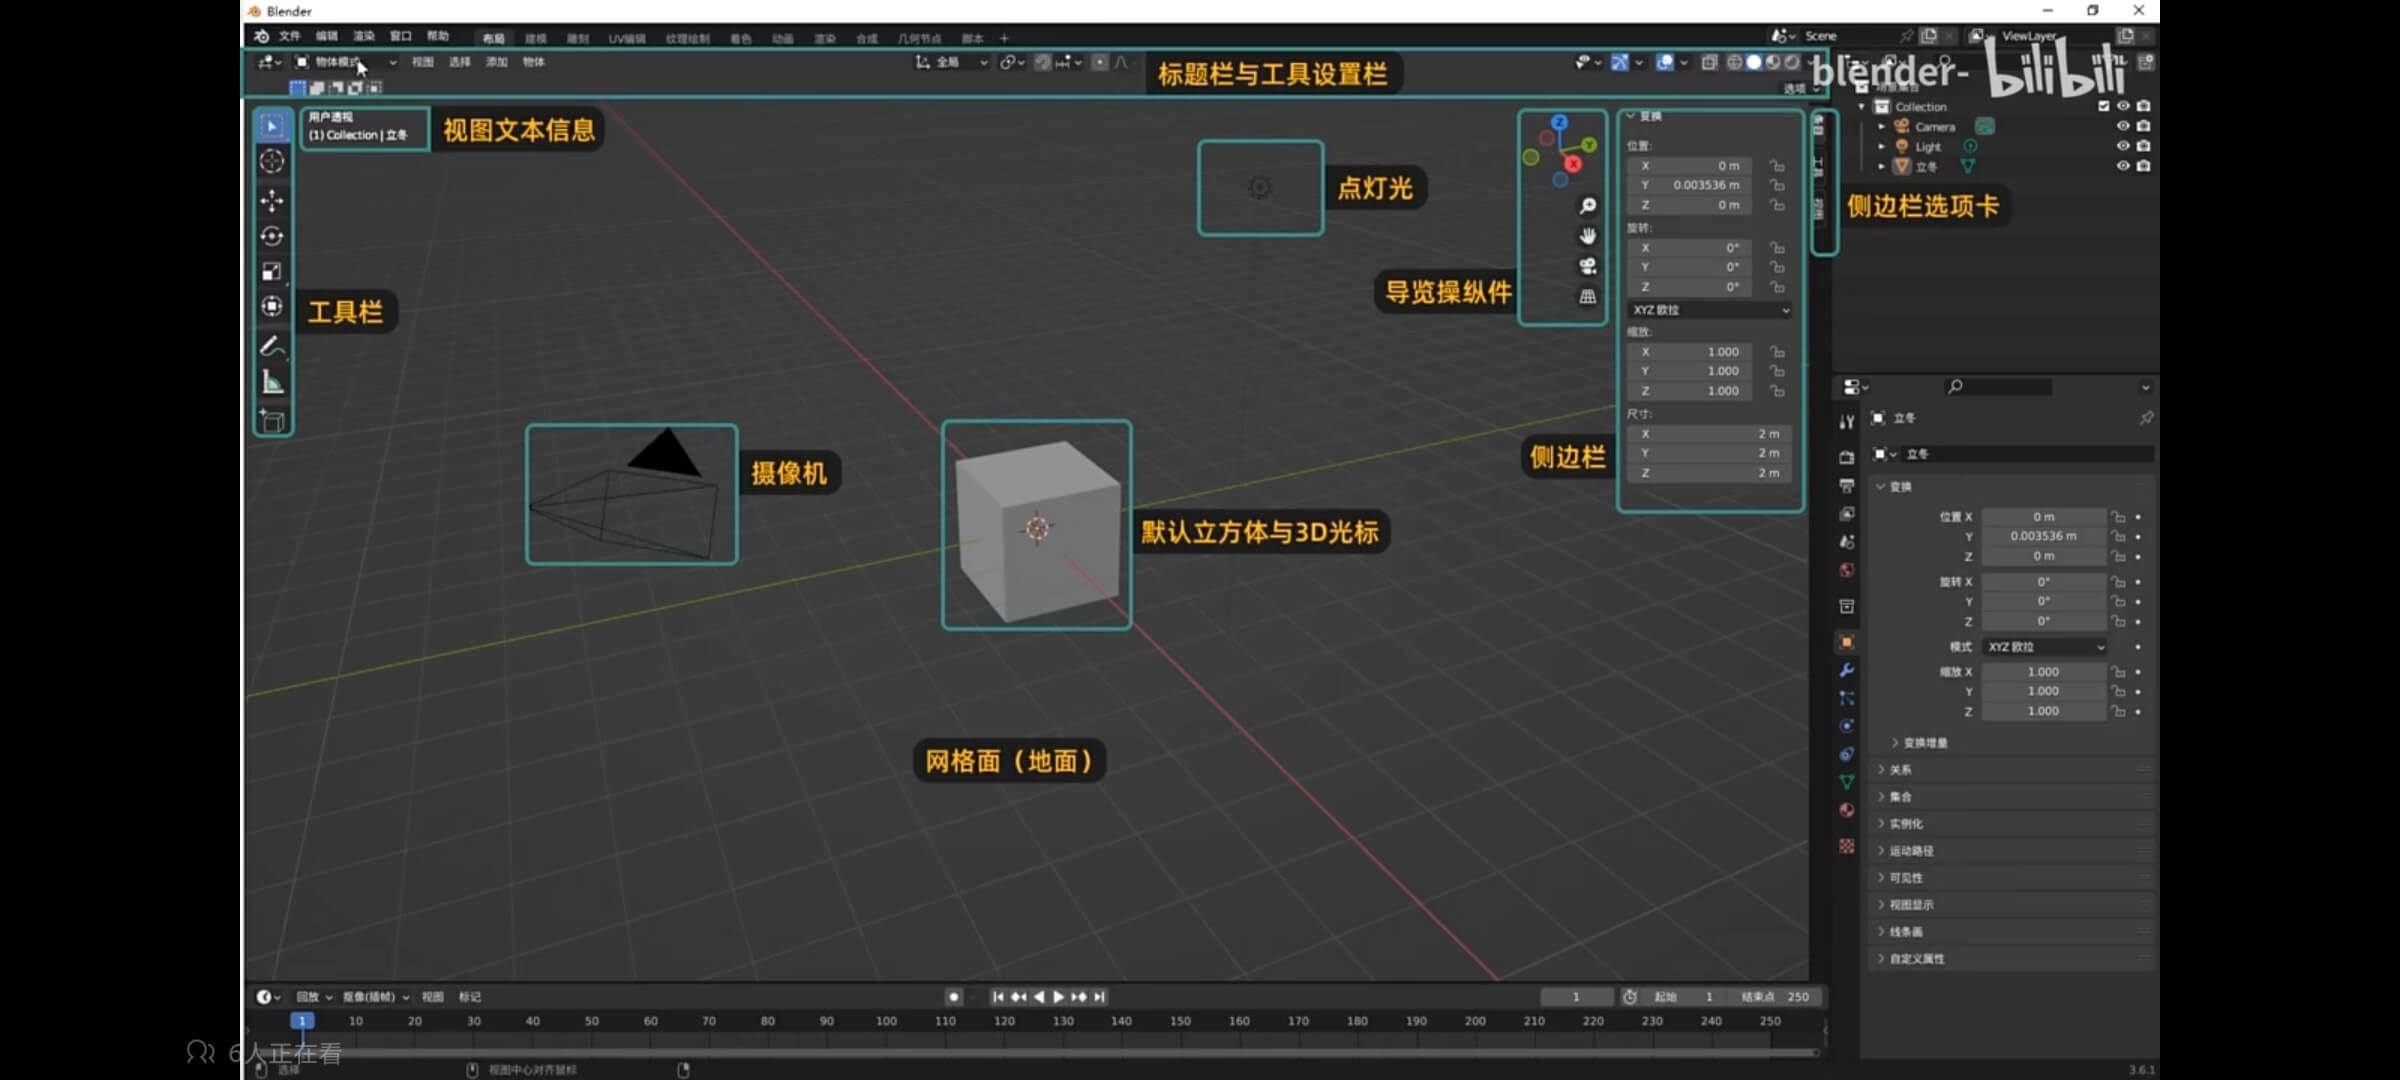 Blender
文件 编辑 渲染 窗口 帮助 布局 建模 雕刻 UV编辑 纹理绘制 着色 动画 渲染 合成 几何节点 脚本 + Scene ViewLayer
物体模式 视图 选择 添加 物体 全局
标题栏与工具设置栏
选项
blender- bilibili
场景集合
Collection
Camera
Light
立冬
用户透视
(1) Collection | 立冬
视图文本信息
工具栏
点灯光
导览操纵件
侧边栏选项卡
侧边栏
摄像机
默认立方体与3D光标
网格面（地面）
Z
Y
X
变换
位置:
X 0 m
Y 0.003536 m
Z 0 m
旋转:
X 0°
Y 0°
Z 0°
XYZ 欧拉
缩放:
X 1.000
Y 1.000
Z 1.000
尺寸:
X 2 m
Y 2 m
Z 2 m
工具
立冬
立冬
变换
位置 X 0 m
Y 0.003536 m
Z 0 m
旋转 X 0°
Y 0°
Z 0°
模式 XYZ 欧拉
缩放 X 1.000
Y 1.000
Z 1.000
变换增量
关系
集合
实例化
运动路径
可见性
视图显示
线条画
自定义属性
回放 抠像(插帧) 视图 标记 1 起始 1 结束点 250
1 10 20 30 40 50 60 70 80 90 100 110 120 130 140 150 160 170 180 190 200 210 220 230 240 250
6人正在看
选择 视图中心对齐鼠标 3.6.1